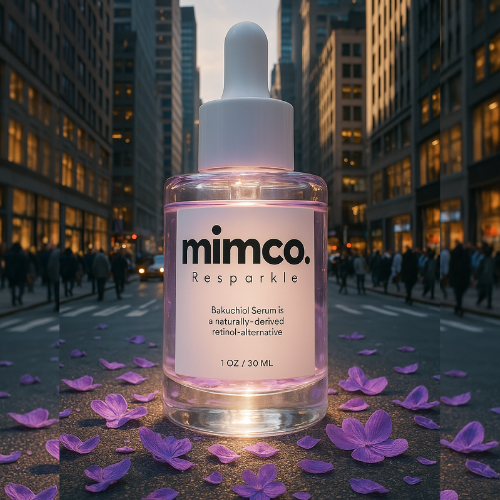 mimco.
Resparkle
Bakuchiol Serum is
a naturally-derived
retinol-alternative
1 OZ / 30 ML